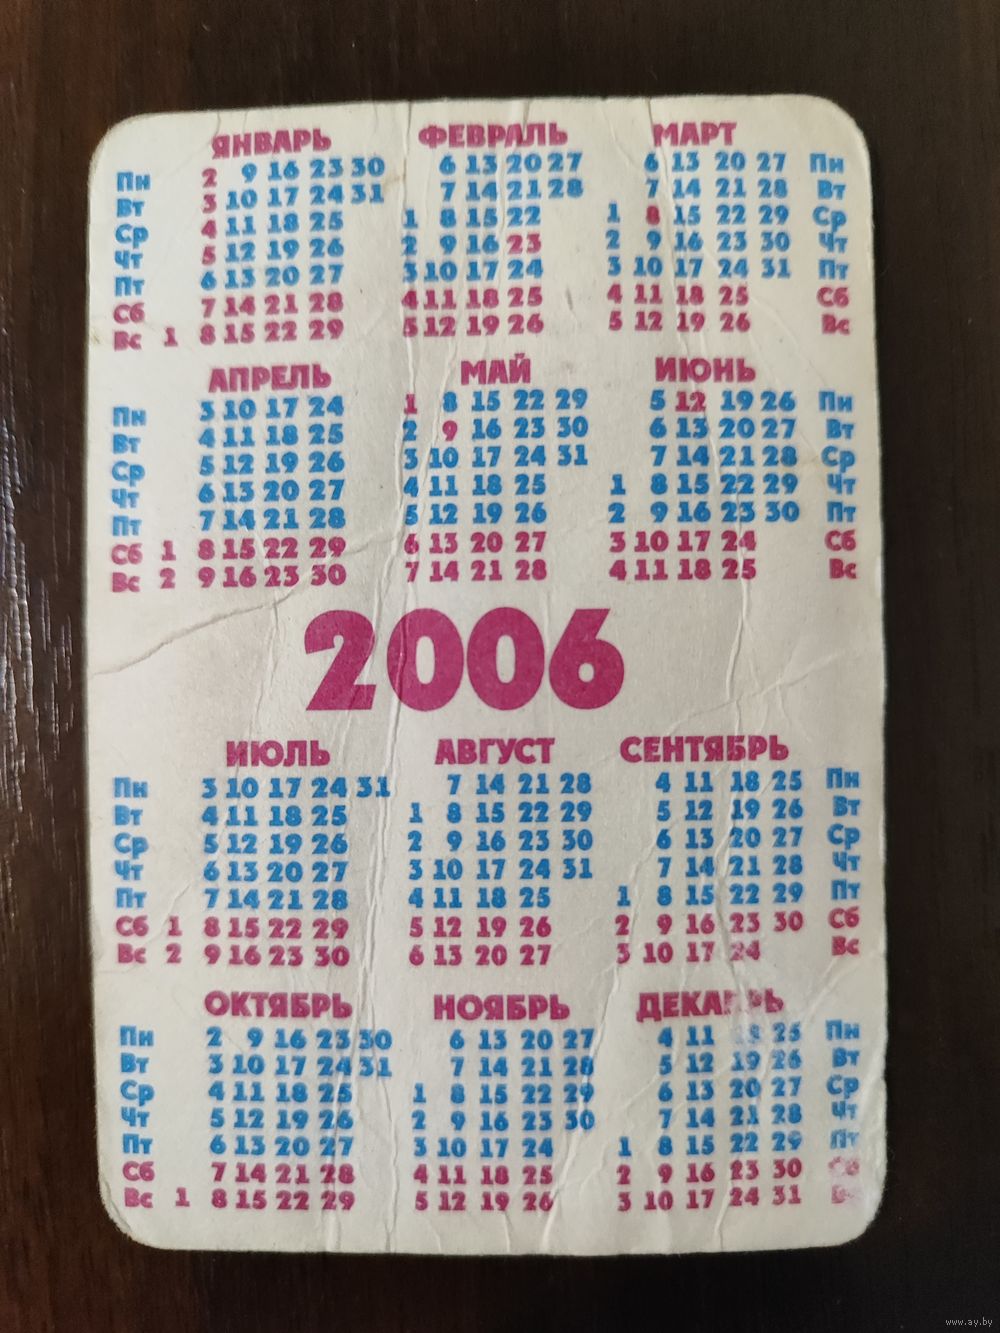 ЯНВАРЬ ФЕВРАЛЬ МАРТ
Пн 2 9 16 23 30 6 13 20 27 6 13 20 27 Пн
Вт 3 10 17 24 31 7 14 21 28 7 14 21 28 Вт
Ср 4 11 18 25 1 8 15 22 1 8 15 22 29 Ср
Чт 5 12 19 26 2 9 16 23 2 9 16 23 30 Чт
Пт 6 13 20 27 3 10 17 24 3 10 17 24 31 Пт
Сб 7 14 21 28 4 11 18 25 4 11 18 25 Сб
Вс 1 8 15 22 29 5 12 19 26 5 12 19 26 Вс
АПРЕЛЬ МАЙ ИЮНЬ
Пн 3 10 17 24 1 8 15 22 29 5 12 19 26 Пн
Вт 4 11 18 25 2 9 16 23 30 6 13 20 27 Вт
Ср 5 12 19 26 3 10 17 24 31 7 14 21 28 Ср
Чт 6 13 20 27 4 11 18 25 1 8 15 22 29 Чт
Пт 7 14 21 28 5 12 19 26 2 9 16 23 30 Пт
Сб 1 8 15 22 29 6 13 20 27 3 10 17 24 Сб
Вс 2 9 16 23 30 7 14 21 28 4 11 18 25 Вс
2006
ИЮЛЬ АВГУСТ СЕНТЯБРЬ
Пн 3 10 17 24 31 7 14 21 28 4 11 18 25 Пн
Вт 4 11 18 25 1 8 15 22 29 5 12 19 26 Вт
Ср 5 12 19 26 2 9 16 23 30 6 13 20 27 Ср
Чт 6 13 20 27 3 10 17 24 31 7 14 21 28 Чт
Пт 7 14 21 28 4 11 18 25 1 8 15 22 29 Пт
Сб 1 8 15 22 29 5 12 19 26 2 9 16 23 30 Сб
Вс 2 9 16 23 30 6 13 20 27 3 10 17 24 Вс
ОКТЯБРЬ НОЯБРЬ ДЕКАБРЬ
Пн 2 9 16 23 30 6 13 20 27 4 11 18 25 Пн
Вт 3 10 17 24 31 7 14 21 28 5 12 19 26 Вт
Ср 4 11 18 25 1 8 15 22 29 6 13 20 27 Ср
Чт 5 12 19 26 2 9 16 23 30 7 14 21 28 Чт
Пт 6 13 20 27 3 10 17 24 1 8 15 22 29 Пт
Сб 7 14 21 28 4 11 18 25 2 9 16 23 30 Сб
Вс 1 8 15 22 29 5 12 19 26 3 10 17 24 31 Вс
www.ay.by